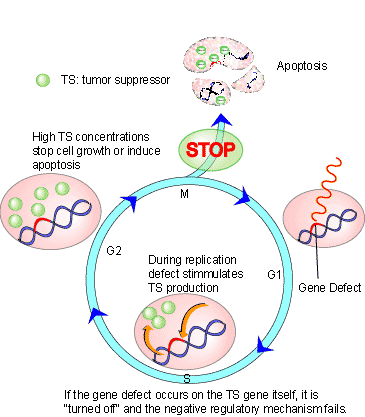 Apoptosis
TS: tumor suppressor
High TS concentrations
stop cell growth or induce
apoptosis
STOP
M
G2
G1
During replication
defect stimmulates
TS production
Gene Defect
S
If the gene defect occurs on the TS gene itself, it is
"turned off" and the negative regulatory mechanism fails.